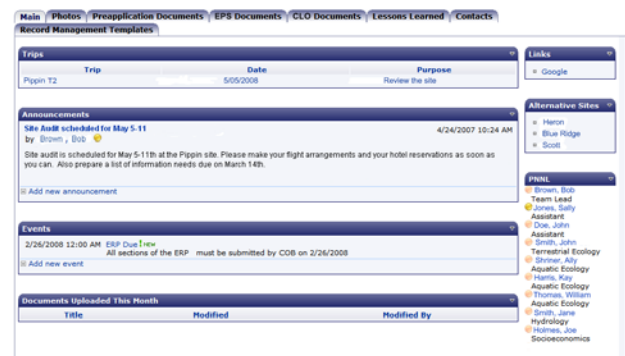 Main Photos Preapplication Documents EPS Documents CLO Documents Lessons Learned Contacts
Record Management Templates
Trips
Trip Date Purpose
Pippin T2 5/05/2008 Review the site
Announcements
Site Audit scheduled for May 5-11
by Brown, Bob 4/24/2007 10:24 AM
Site audit is scheduled for May 5-11th at the Pippin site. Please make your flight arrangements and your hotel reservations as soon as
you can. Also prepare a list of information needs due on March 14th.
Add new announcement
Events
2/26/2008 12:00 AM ERP Due ! NEW
All sections of the ERP must be submitted by COB on 2/26/2008
Add new event
Documents Uploaded This Month
Title Modified Modified By
Links
Google
Alternative Sites
Heron
Blue Ridge
Scott
PNNL
Brown, Bob
Team Lead
Jones, Sally
Assistant
Doe, John
Assistant
Smith, John
Terrestrial Ecology
Shriner, Ally
Aquatic Ecology
Harris, Kay
Aquatic Ecology
Thomas, William
Aquatic Ecology
Smith, Jane
Hydrology
Holmes, Joe
Socioeconomics